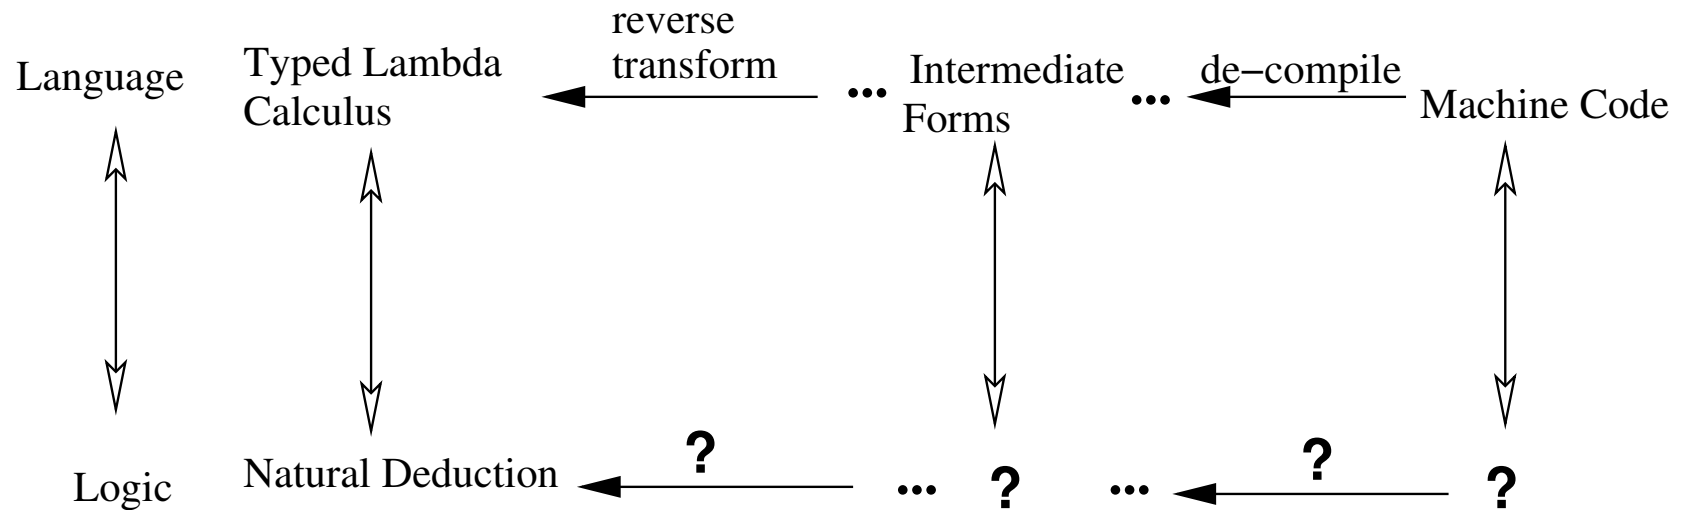 reverse
Language Typed Lambda transform Intermediate de–compile
Calculus ... Forms ... Machine Code
? ?
Logic Natural Deduction ... ? ... ?